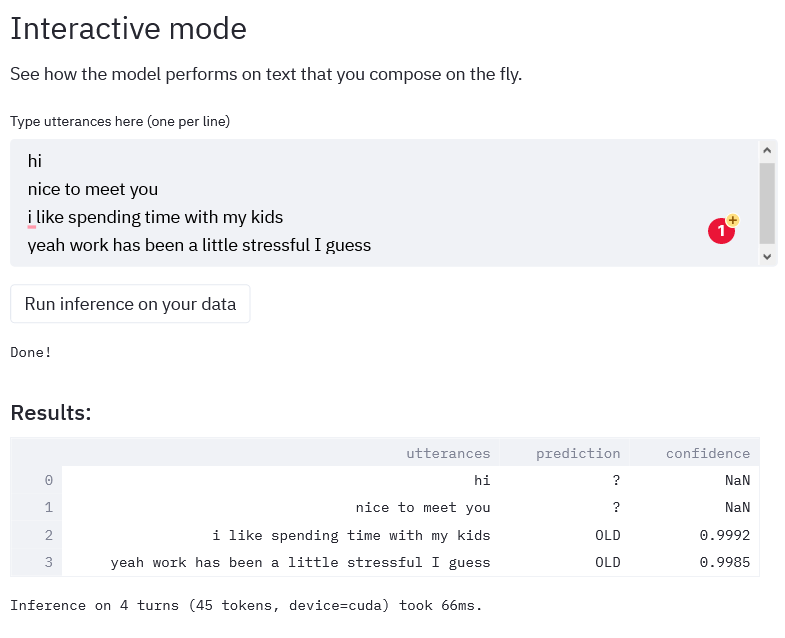 Interactive mode
See how the model performs on text that you compose on the fly.
Type utterances here (one per line)
hi
nice to meet you
i like spending time with my kids
yeah work has been a little stressful I guess
1
+
Run inference on your data
Done!
Results:
utterances prediction confidence
0 hi ? NaN
1 nice to meet you ? NaN
2 i like spending time with my kids OLD 0.9992
3 yeah work has been a little stressful I guess OLD 0.9985
Inference on 4 turns (45 tokens, device=cuda) took 66ms.